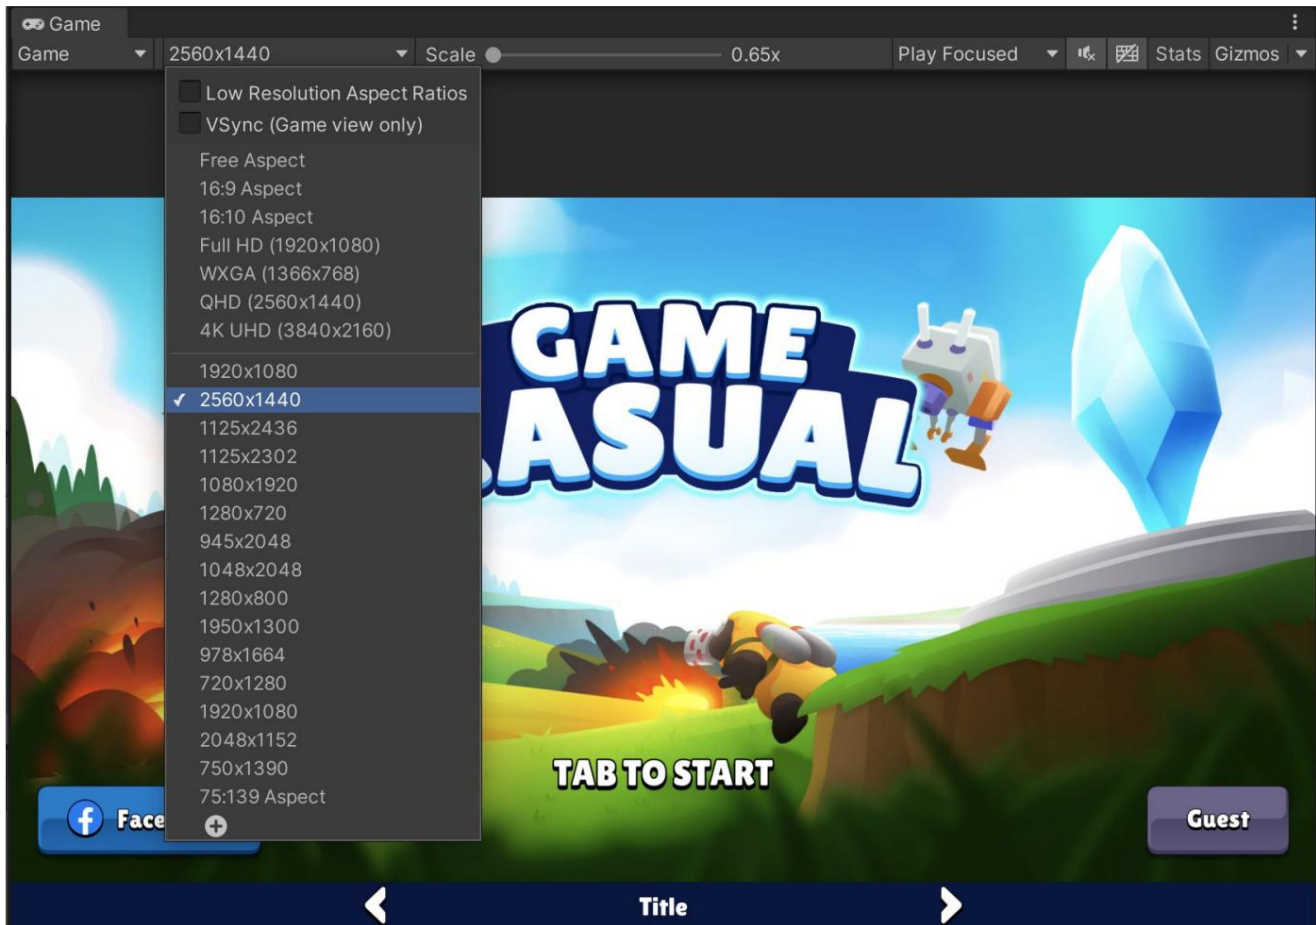 Game
Game 2560x1440 Scale 0.65x Play Focused Stats Gizmos
Low Resolution Aspect Ratios
VSync (Game view only)
Free Aspect
16:9 Aspect
16:10 Aspect
Full HD (1920x1080)
WXGA (1366x768)
QHD (2560x1440)
4K UHD (3840x2160)
1920x1080
2560x1440
1125x2436
1125x2302
1080x1920
1280x720
945x2048
1048x2048
1280x800
1950x1300
978x1664
720x1280
1920x1080
2048x1152
750x1390
75:139 Aspect
GAME
ASUAL
TAB TO START
Face
Guest
Title